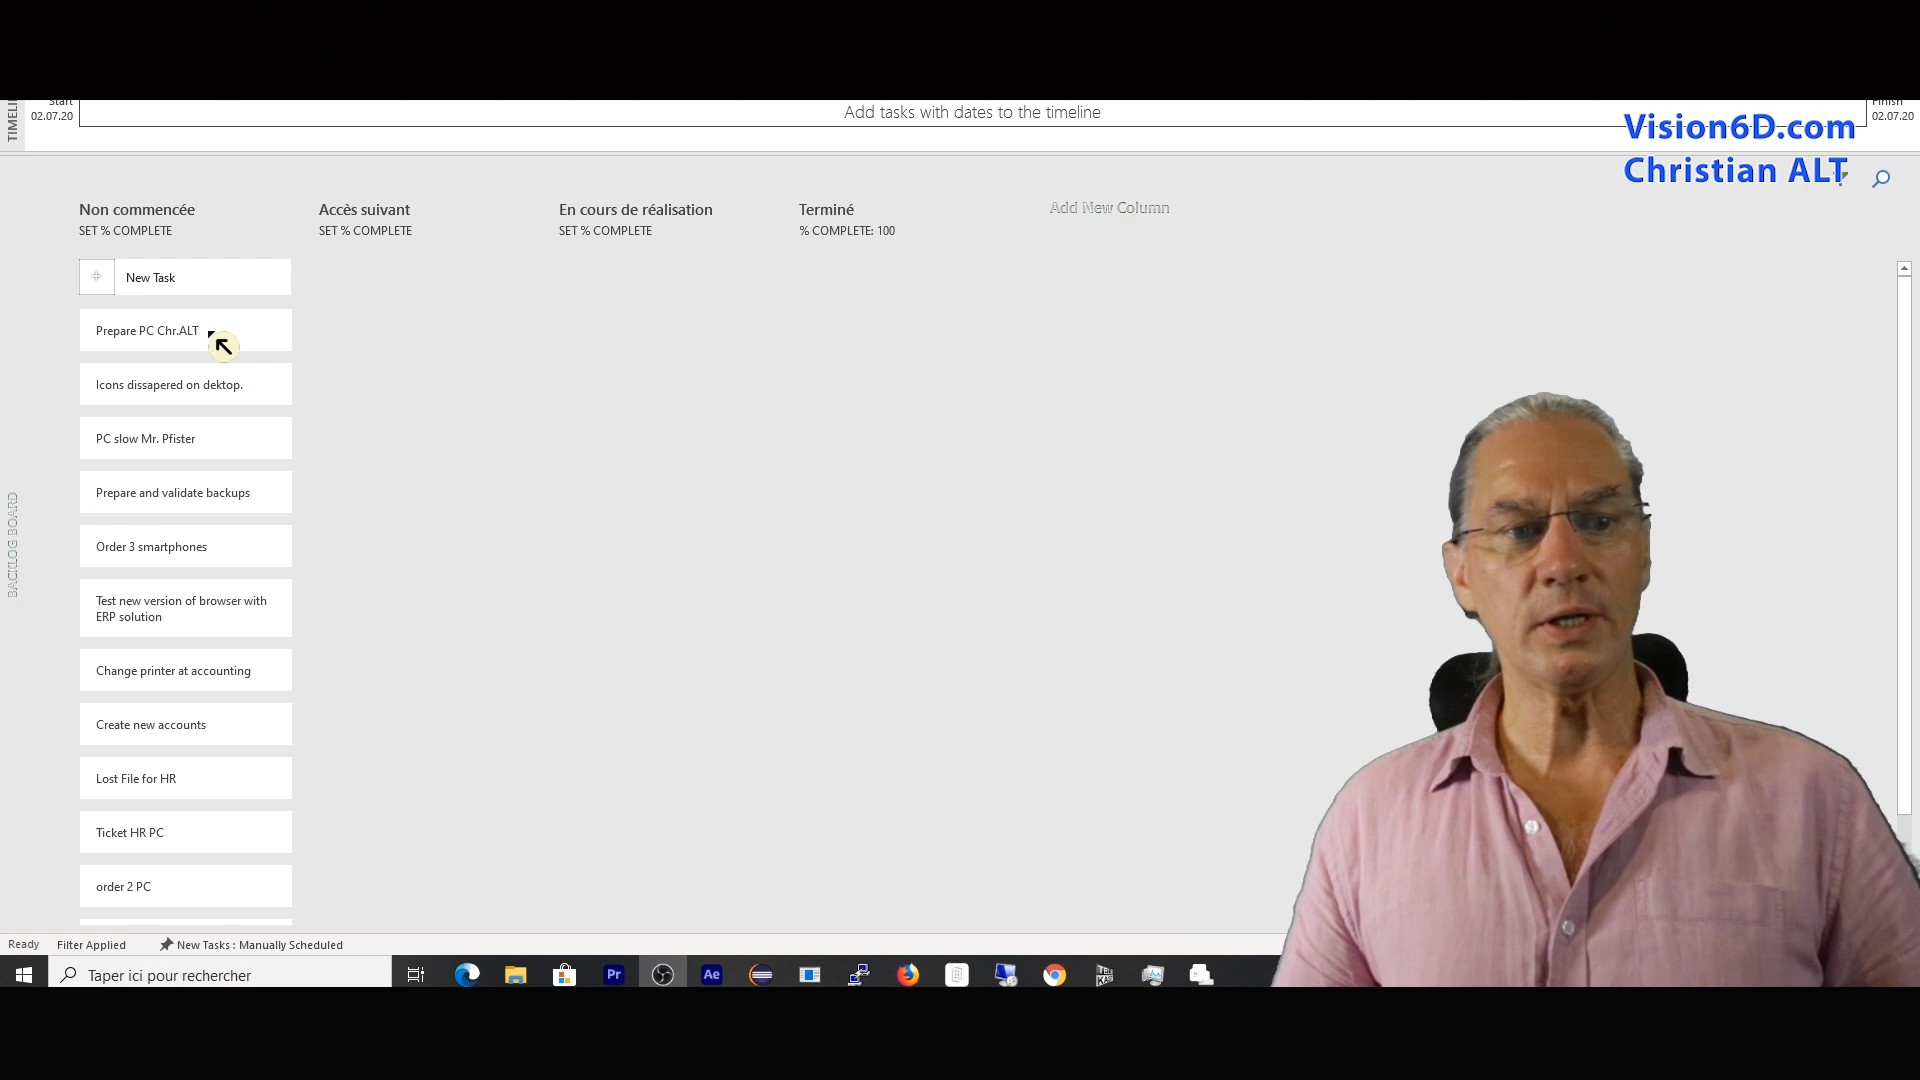 TIMELI
Start
02.07.20
Add tasks with dates to the timeline
Finish
02.07.20
Vision6D.com
Christian ALT
Non commencée
SET % COMPLETE
Accès suivant
SET % COMPLETE
En cours de réalisation
SET % COMPLETE
Terminé
% COMPLETE: 100
Add New Column
New Task
Prepare PC Chr.ALT
Icons dissapered on dektop.
PC slow Mr. Pfister
Prepare and validate backups
Order 3 smartphones
Test new version of browser with
ERP solution
Change printer at accounting
Create new accounts
Lost File for HR
Ticket HR PC
order 2 PC
BACKLOG BOARD
Ready
Filter Applied
New Tasks : Manually Scheduled
Taper ici pour rechercher
Pr
Ae